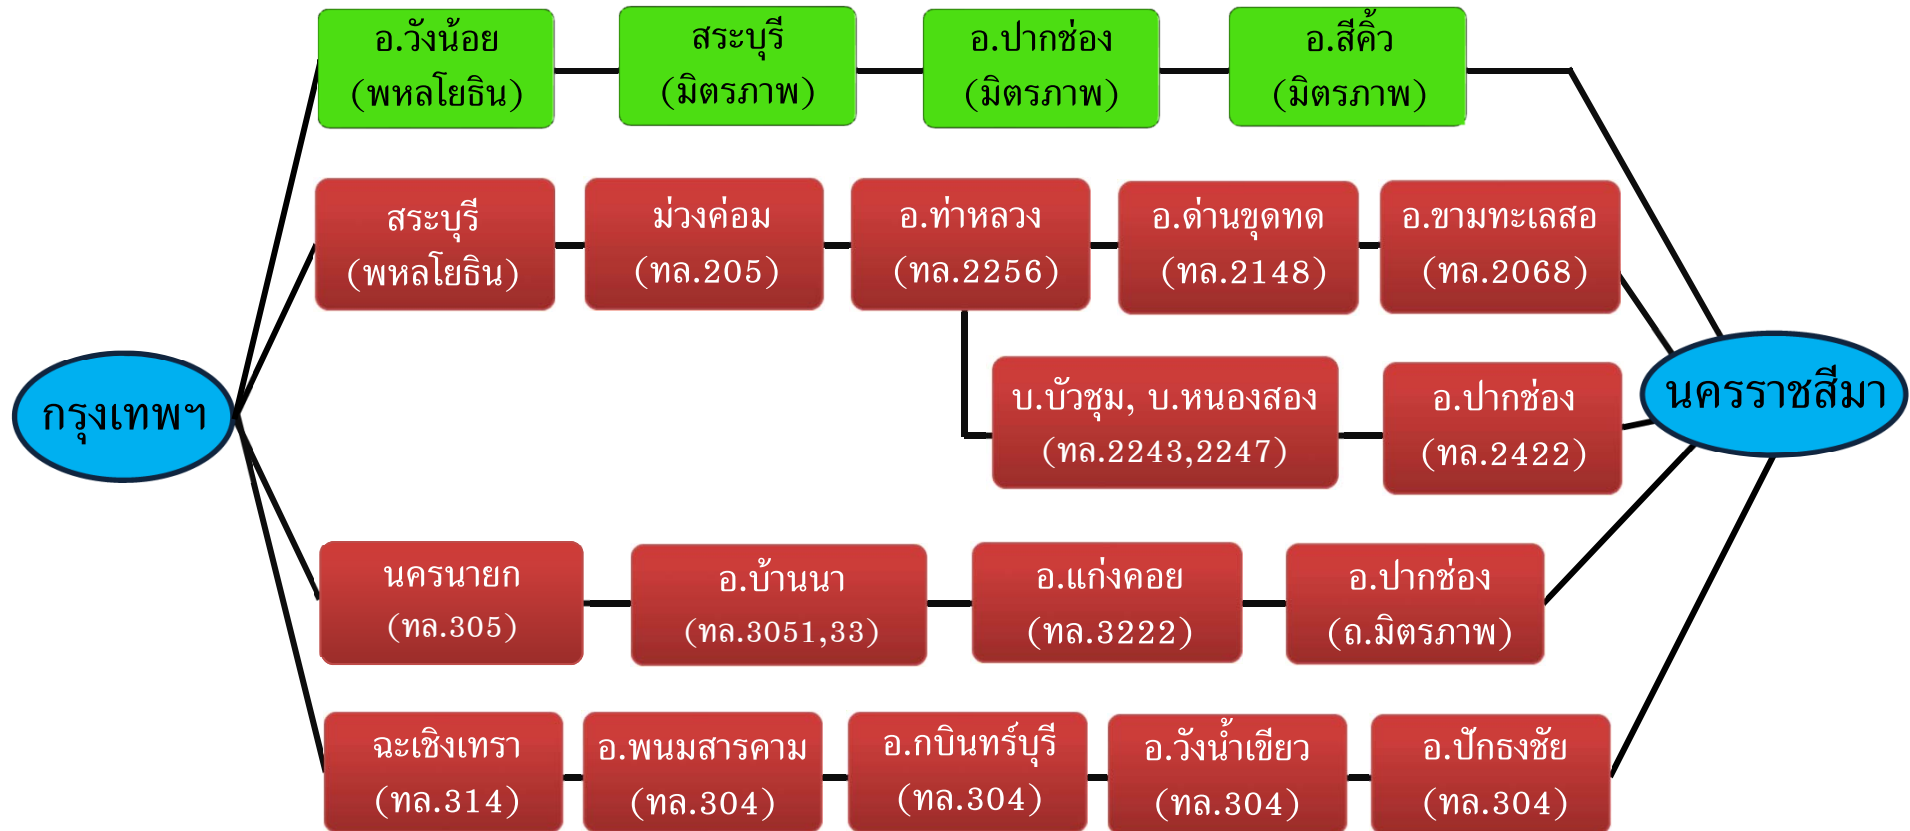 อ.วังน้อย
(พหลโยธิน)
สระบุรี
(มิตรภาพ)
อ.ปากช่อง
(มิตรภาพ)
อ.สีคิ้ว
(มิตรภาพ)
สระบุรี
(พหลโยธิน)
ม่วงค่อม
(ทล.205)
อ.ท่าหลวง
(ทล.2256)
อ.ด่านขุดทด
(ทล.2148)
อ.ขามทะเลสอ
(ทล.2068)
กรุงเทพฯ
บ.บัวชุม, บ.หนองสอง
(ทล.2243,2247)
อ.ปากช่อง
(ทล.2422)
นครราชสีมา
นครนายก
(ทล.305)
อ.บ้านนา
(ทล.3051,33)
อ.แก่งคอย
(ทล.3222)
อ.ปากช่อง
(ถ.มิตรภาพ)
ฉะเชิงเทรา
(ทล.314)
อ.พนมสารคาม
(ทล.304)
อ.กบินทร์บุรี
(ทล.304)
อ.วังน้ำเขียว
(ทล.304)
อ.ปักธงชัย
(ทล.304)